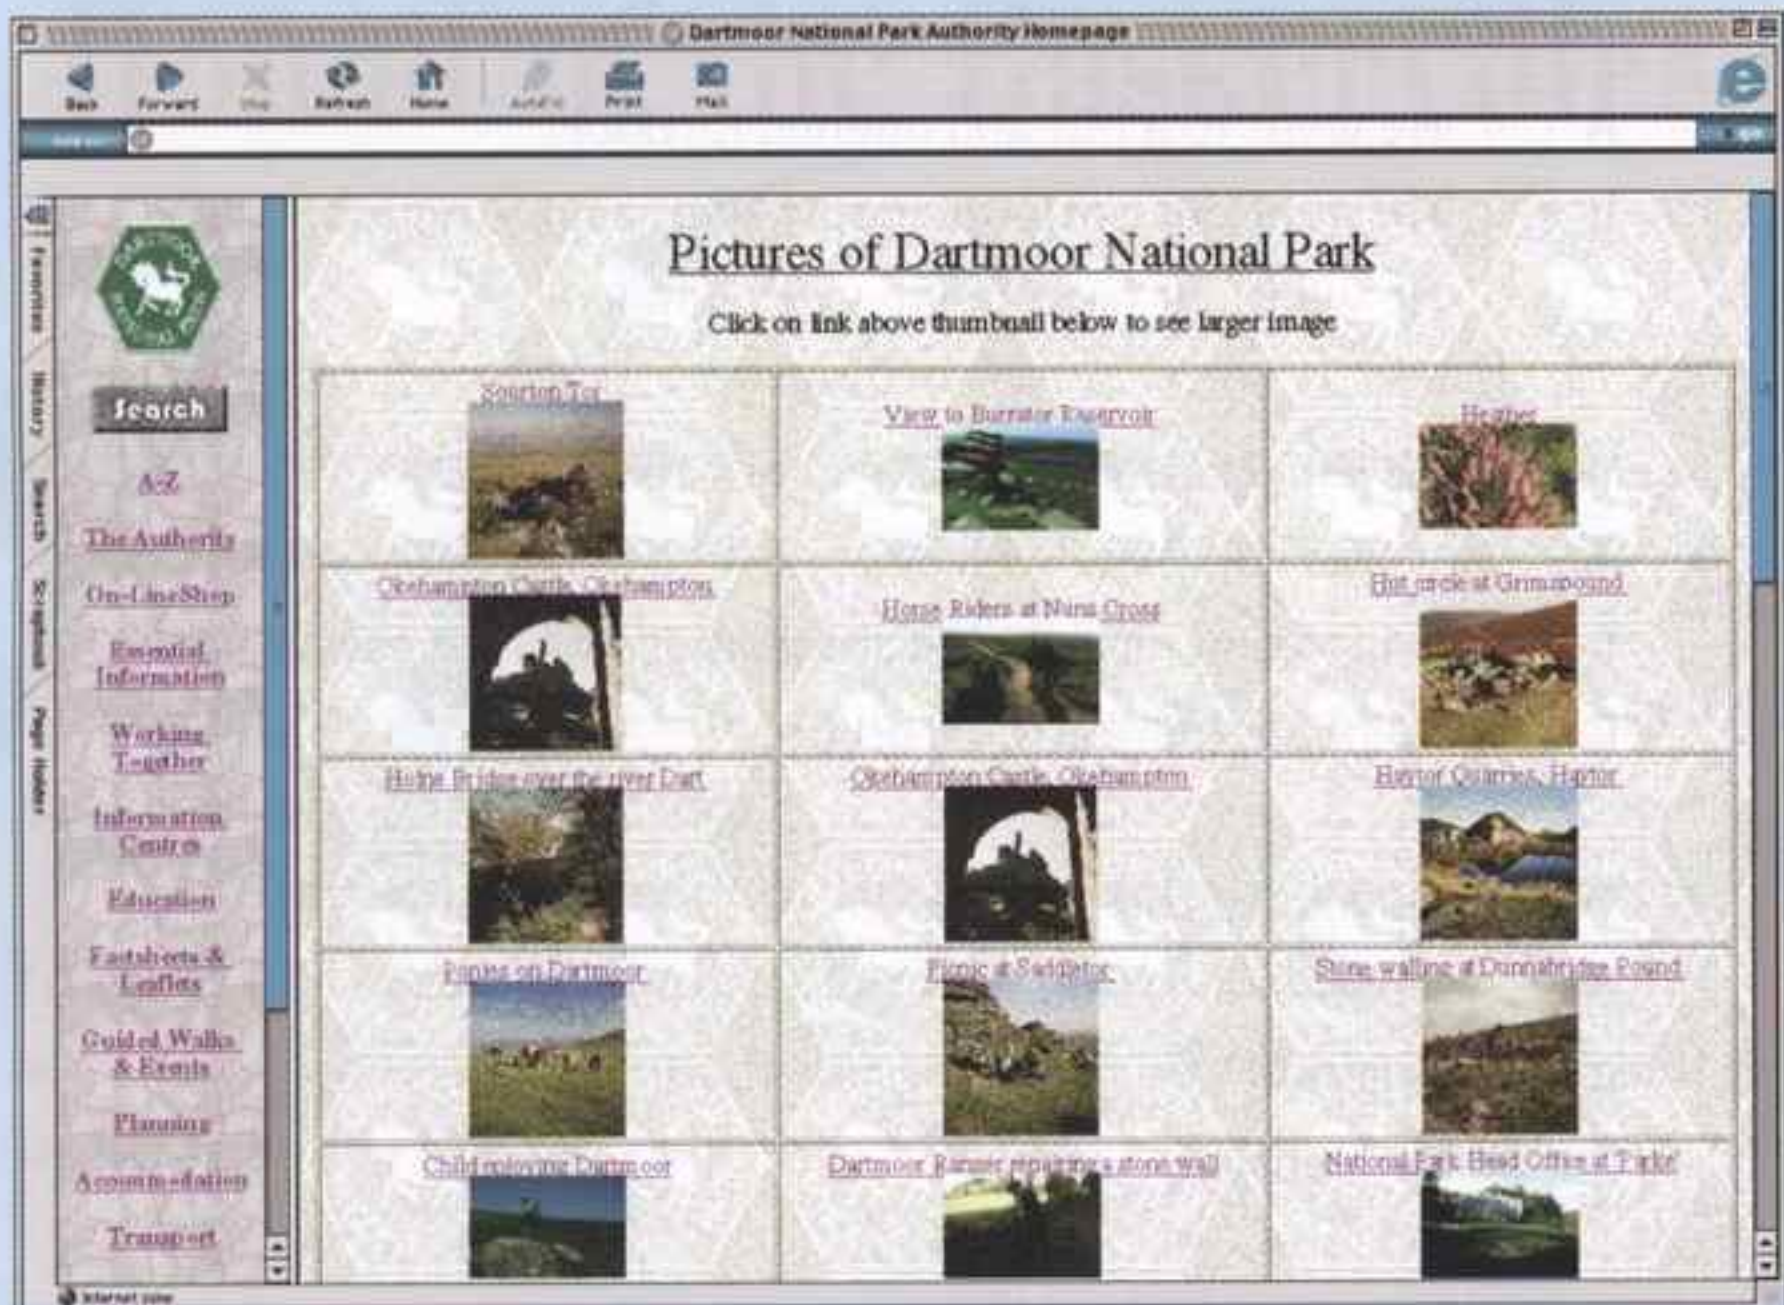 Dartmoor National Park Authority Homepage
Back Forward Stop Refresh Home AutoFill Print Mail
Favorites
History
Search
Scrapbook
Page Holder
DARTMOOR
NATIONAL PARK
Search
A-Z
The Authority
On-Line Shop
Essential
Information
Working
Together
Information
Centres
Education
Factsheets &
Leaflets
Guided Walks
& Events
Planning
Accommodation
Transport
Pictures of Dartmoor National Park
Click on link above thumbnail below to see larger image
Sourton Tor
View to Burrator Reservoir
Heather
Okehampton Castle, Okehampton
Horse Riders at Nuns Cross
Hut circle at Grimspound
Holne Bridge over the river Dart
Okehampton Castle, Okehampton
Haytor Quarries, Haytor
Ponies on Dartmoor
Picnic at Saddletor
Stone walling at Dunnabridge Pound
Child enjoying Dartmoor
Dartmoor Ranger repairing a stone wall
National Park Head Office at 'Parke'
Internet zone